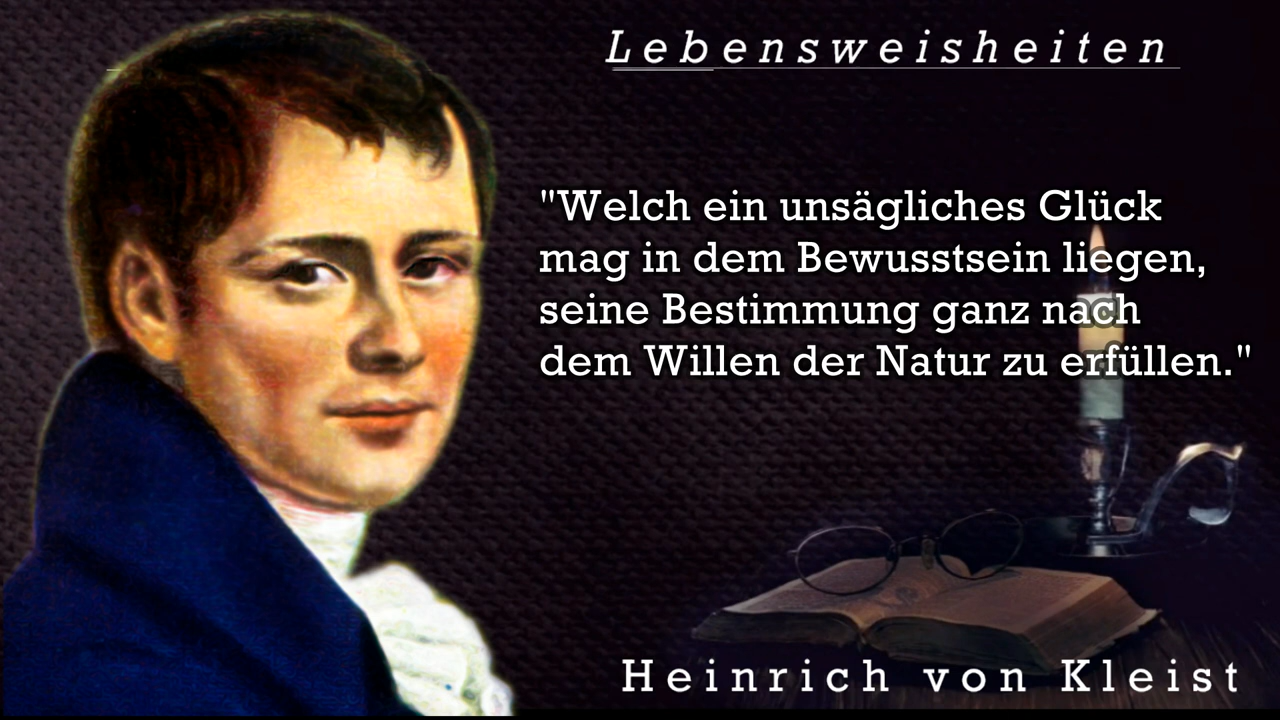 Lebensweisheiten
"Welch ein unsägliches Glück
mag in dem Bewusstsein liegen,
seine Bestimmung ganz nach
dem Willen der Natur zu erfüllen."
Heinrich von Kleist